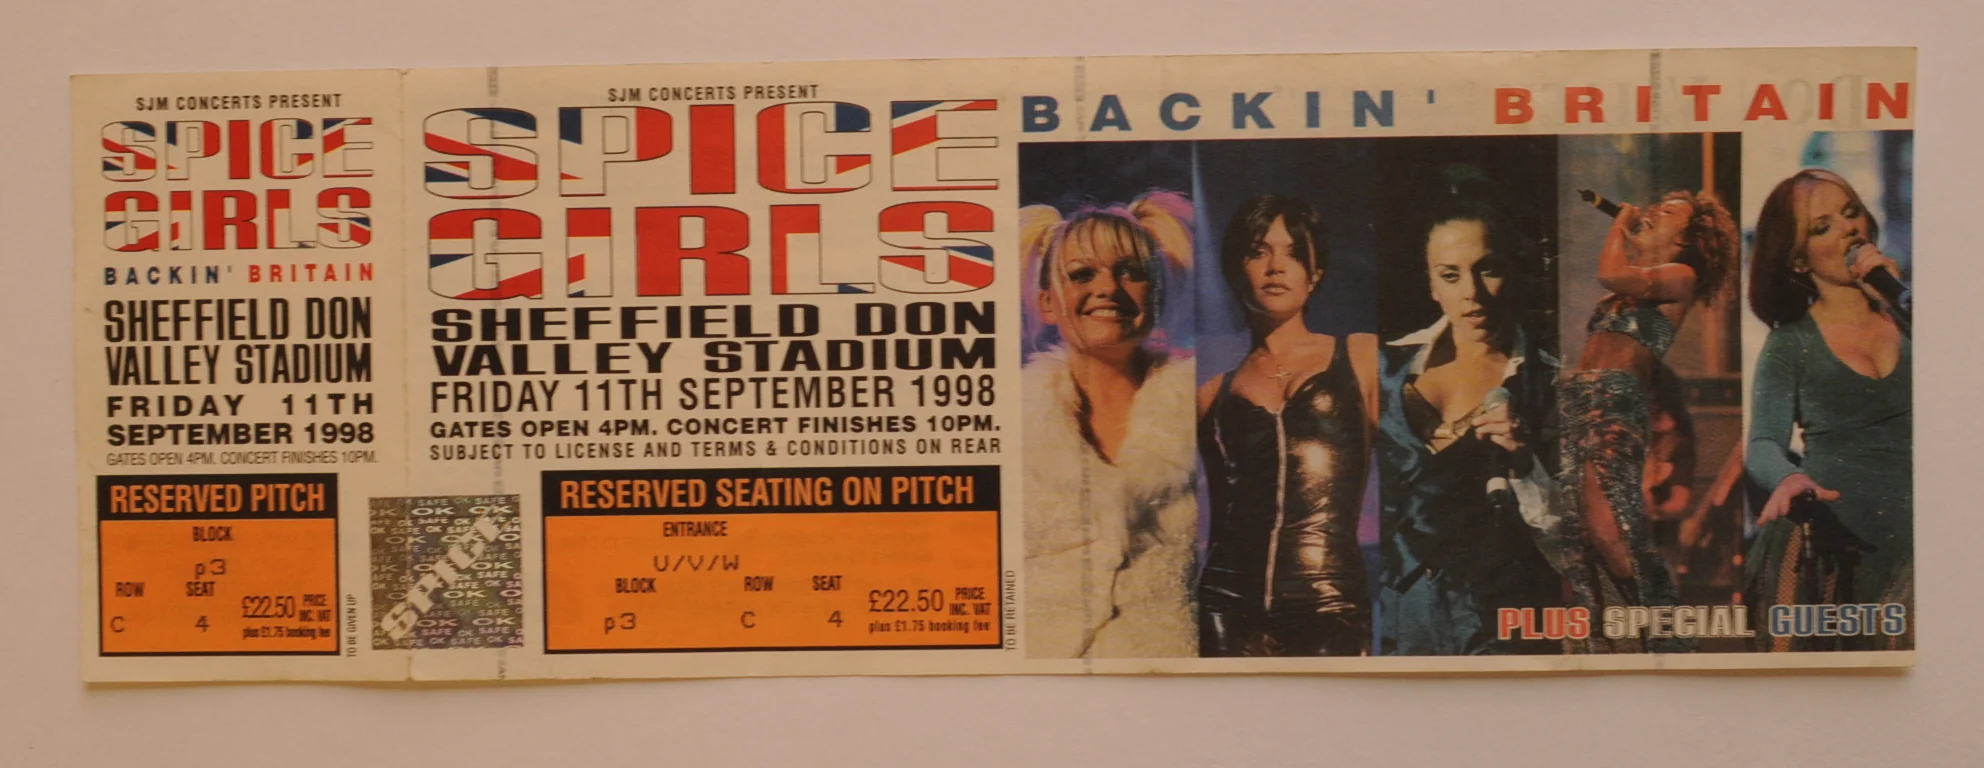 SJM CONCERTS PRESENT
SPICE
GIRLS
BACKIN' BRITAIN
SHEFFIELD DON
VALLEY STADIUM
FRIDAY 11TH
SEPTEMBER 1998
GATES OPEN 4PM. CONCERT FINISHES 10PM.
RESERVED PITCH
BLOCK
p3
ROW SEAT
C 4
£22.50 PRICE INC. VAT
plus £1.75 booking fee
TO BE GIVEN UP
SPICE
OK SAFE OK SAFE
SJM CONCERTS PRESENT
SPICE
GIRLS
SHEFFIELD DON
VALLEY STADIUM
FRIDAY 11TH SEPTEMBER 1998
GATES OPEN 4PM. CONCERT FINISHES 10PM.
SUBJECT TO LICENSE AND TERMS & CONDITIONS ON REAR
RESERVED SEATING ON PITCH
ENTRANCE
U/V/W
BLOCK ROW SEAT
p3 C 4
£22.50 PRICE INC. VAT
plus £1.75 booking fee
TO BE RETAINED
BACKIN' BRITAIN
PLUS SPECIAL GUESTS